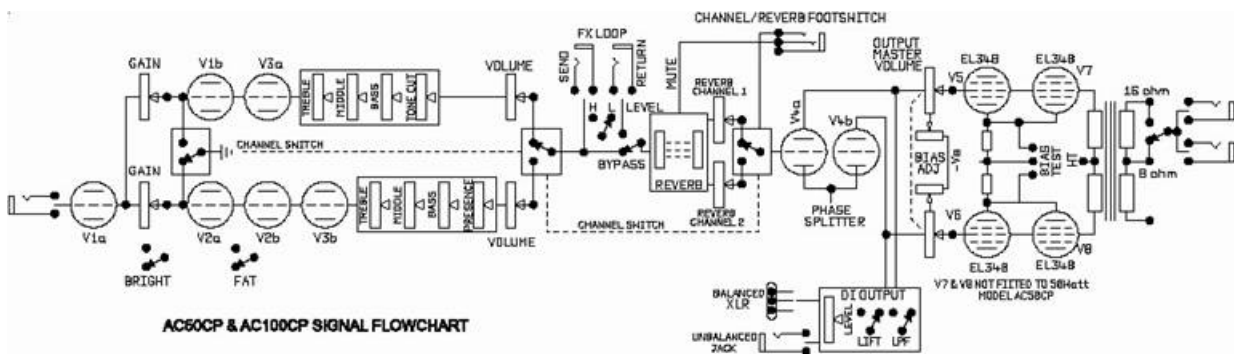 CHANNEL/REVERB FOOTSWITCH
FX LOOP
SEND
RETURN
MUTE
OUTPUT
MASTER
VOLUME
EL34B
EL34B
V5
V7
GAIN
V1b
V3a
TREBLE
MIDDLE
BASS
TONE CUT
VOLUME
H
L
LEVEL
BYPASS
REVERB
CHANNEL 1
REVERB
V4a
V4b
16 ohm
8 ohm
CHANNEL SWITCH
BIAS
ADJ
-Va
BIAS
TEST
HT
GAIN
V1a
V2a
V2b
V3b
TREBLE
MIDDLE
BASS
PRESENCE
VOLUME
CHANNEL SWITCH
REVERB
CHANNEL 2
PHASE
SPLITTER
V6
V8
EL34B
EL34B
V7 & V8 NOT FIITED TO 50Watt
MODEL AC50CP
BRIGHT
FAT
BALANCED
XLR
DI OUTPUT
LEVEL
LIFT
LPF
UNBALANCED
JACK
AC50CP & AC100CP SIGNAL FLOWCHART